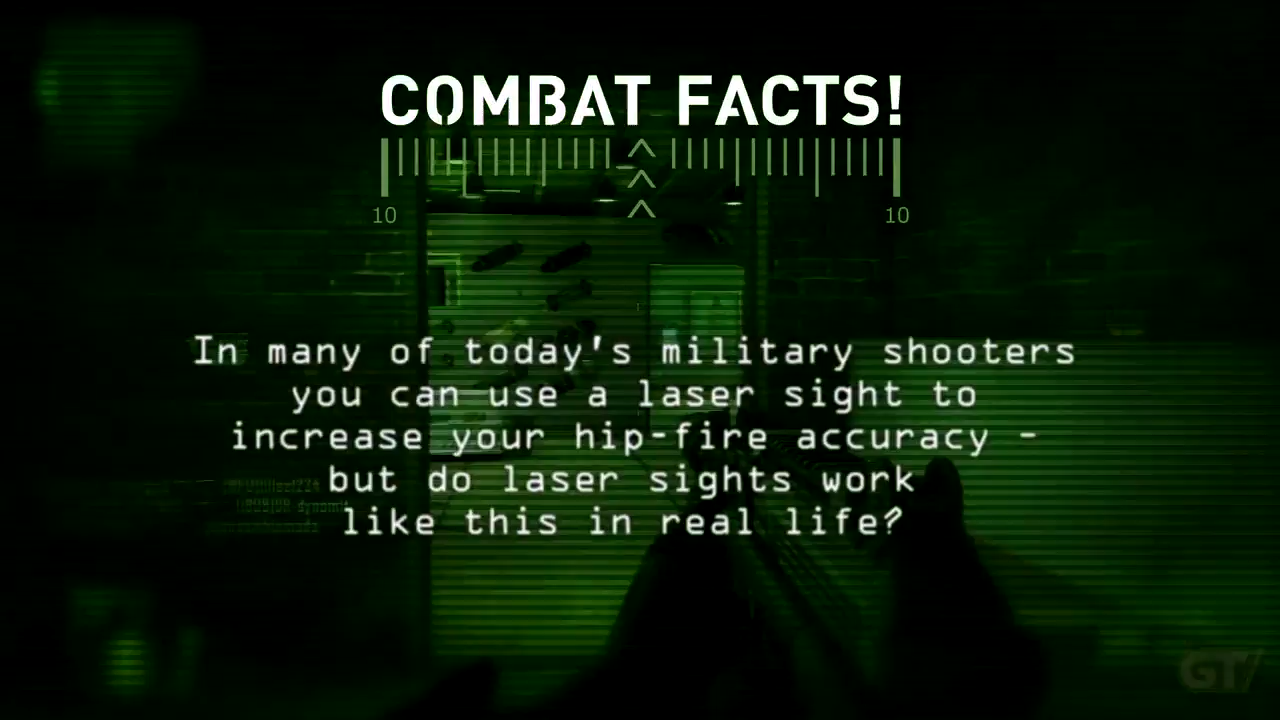 COMBAT FACTS!
10 10
In many of today's military shooters
you can use a laser sight to
increase your hip-fire accuracy -
but do laser sights work
like this in real life?
GTV